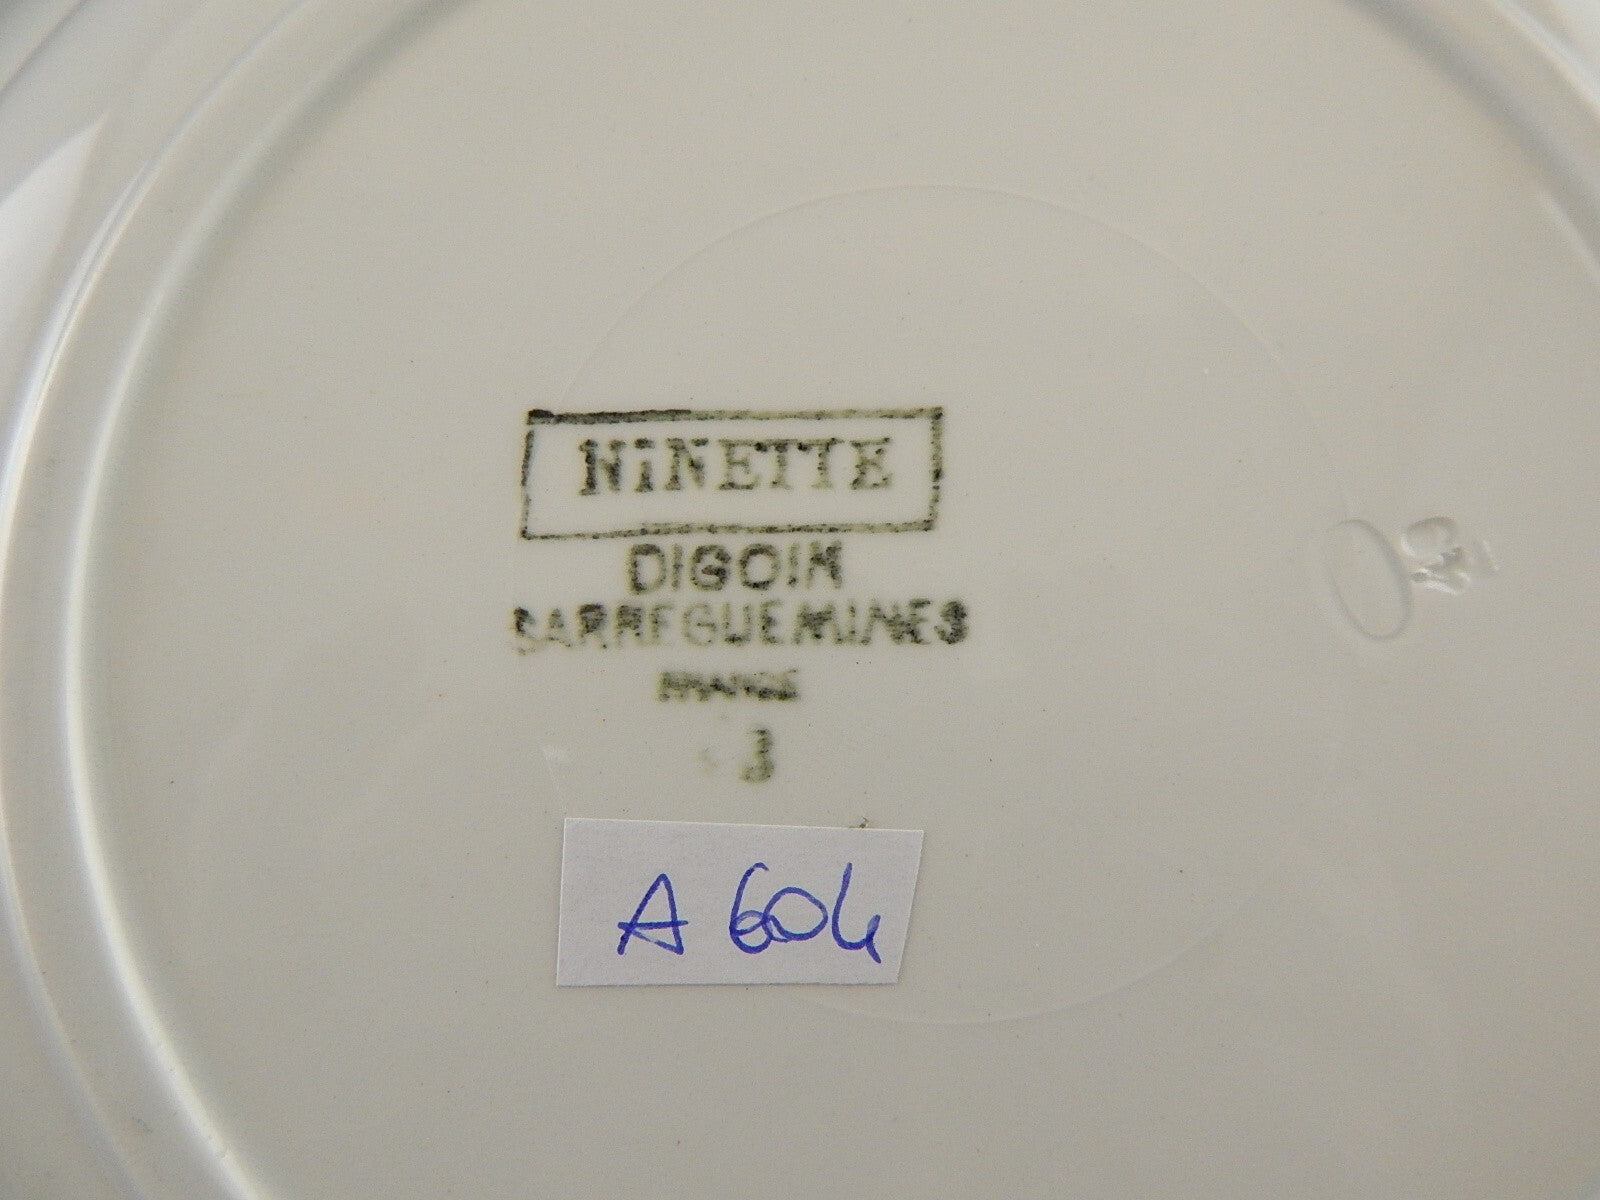 NiNETTE
DIGOIN
SARREGUEMINES
FRANCE
3
A 604